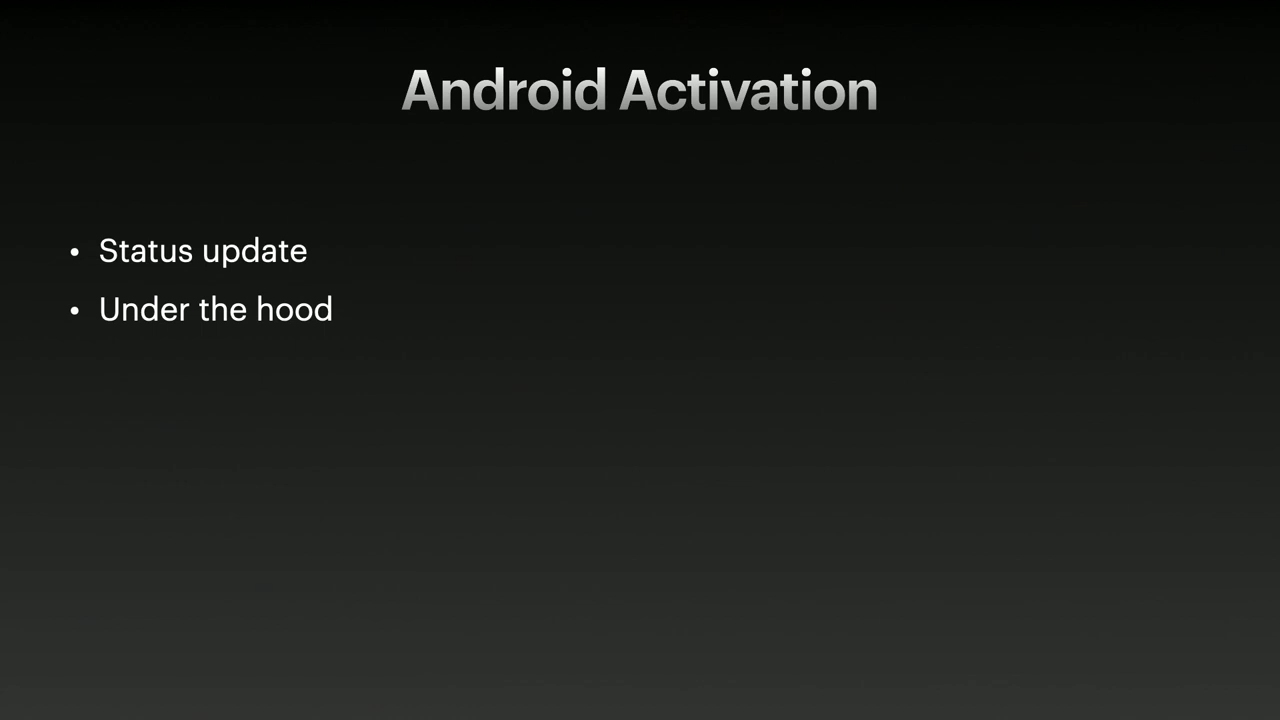 Android Activation
• Status update
• Under the hood